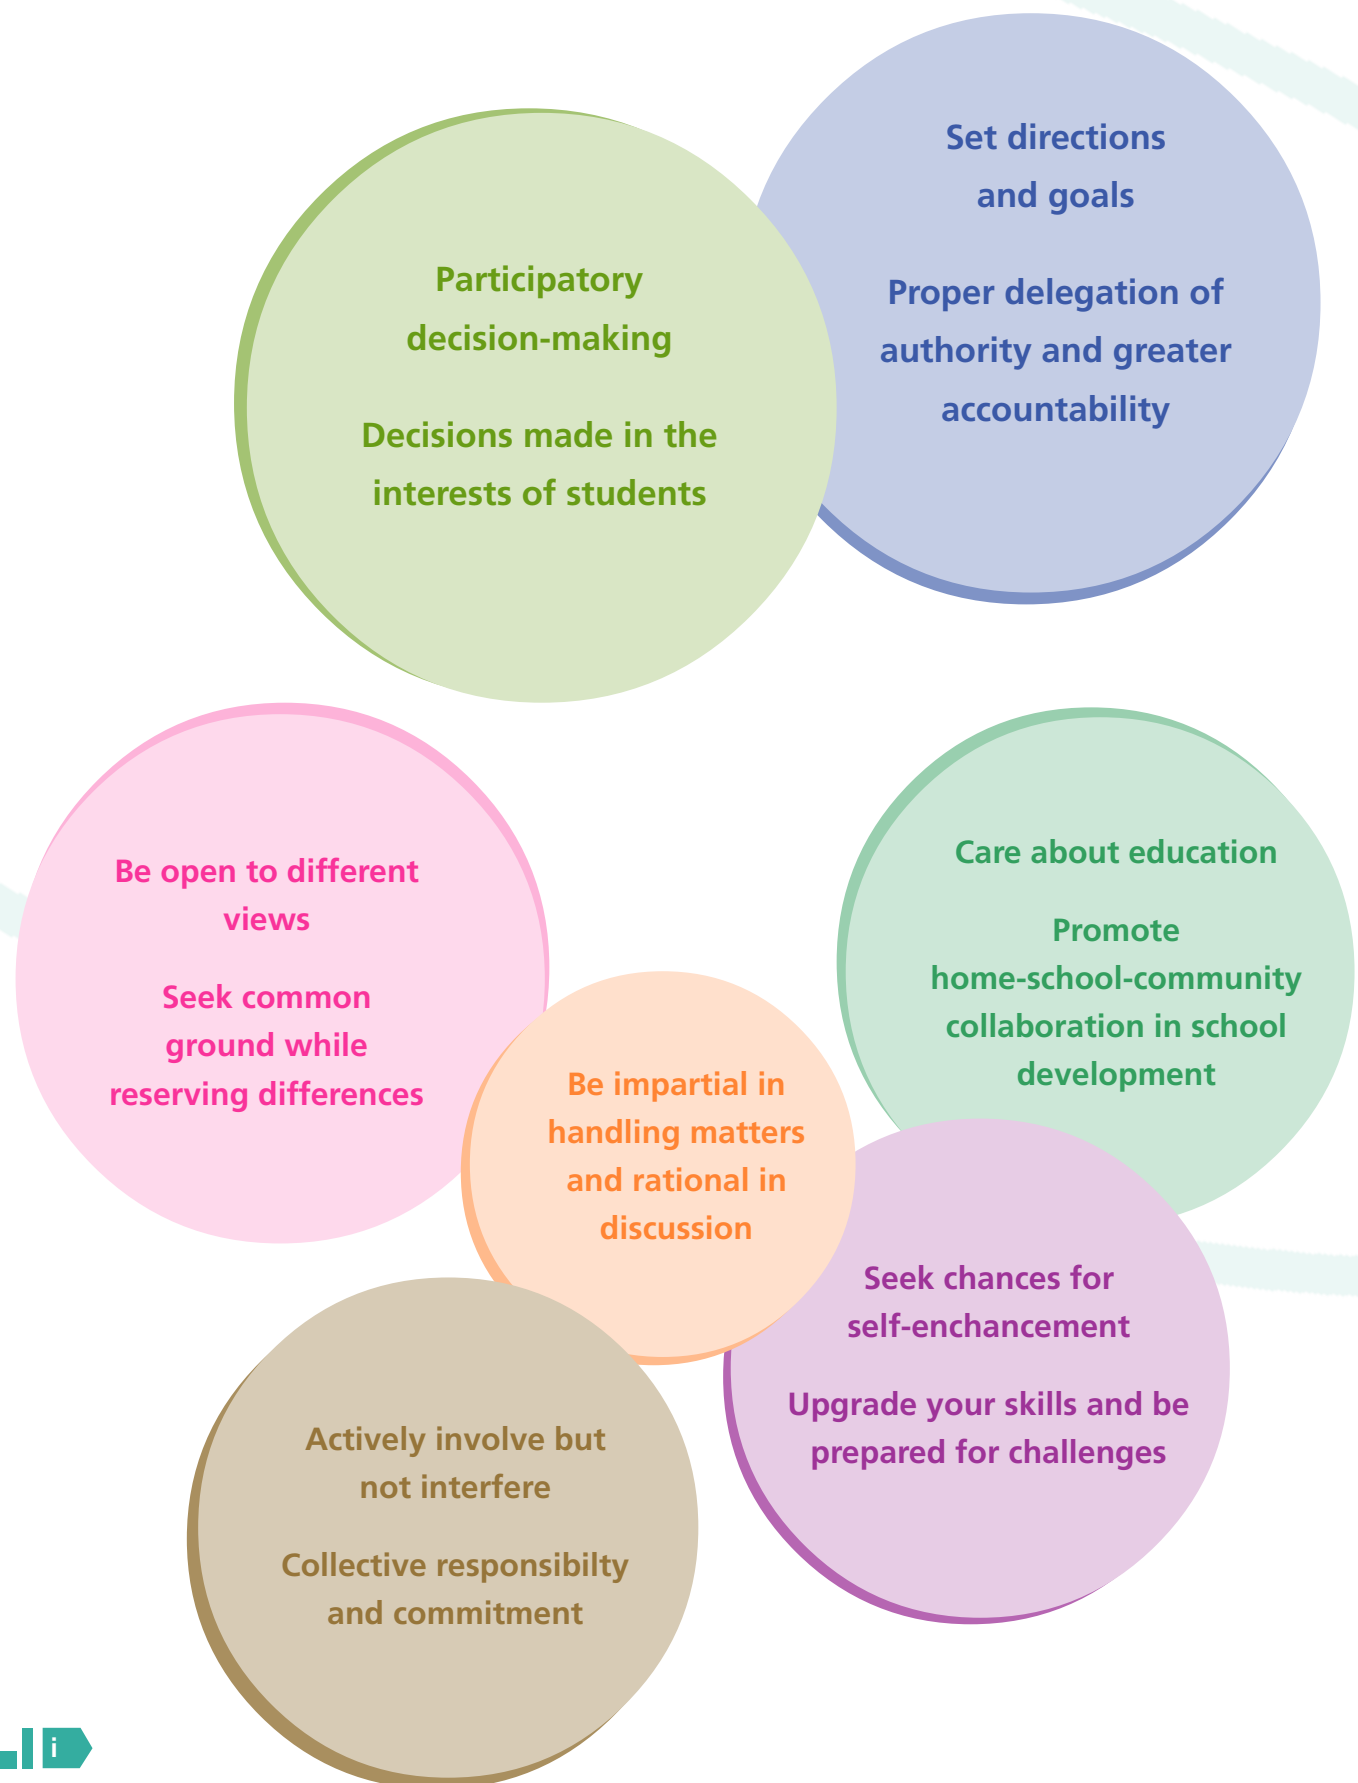 Set directions
and goals
Proper delegation of
authority and greater
accountability
Participatory
decision-making
Decisions made in the
interests of students
Be open to different
views
Seek common
ground while
reserving differences
Care about education
Promote
home-school-community
collaboration in school
development
Be impartial in
handling matters
and rational in
discussion
Seek chances for
self-enchancement
Upgrade your skills and be
prepared for challenges
Actively involve but
not interfere
Collective responsibilty
and commitment
i